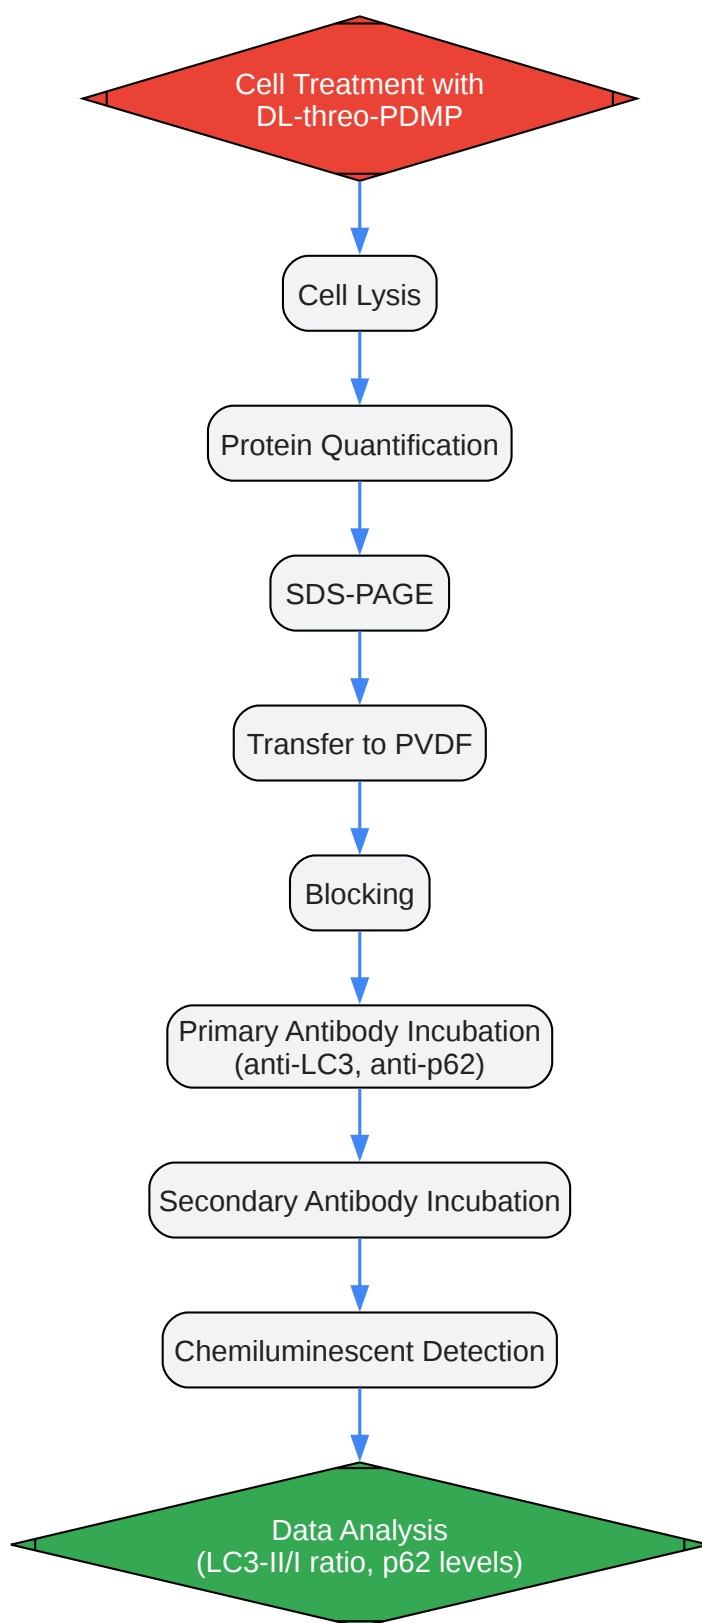 Cell Treatment with
DL-threo-PDMP
Cell Lysis
Protein Quantification
SDS-PAGE
Transfer to PVDF
Blocking
Primary Antibody Incubation
(anti-LC3, anti-p62)
Secondary Antibody Incubation
Chemiluminescent Detection
Data Analysis
(LC3-II/I ratio, p62 levels)